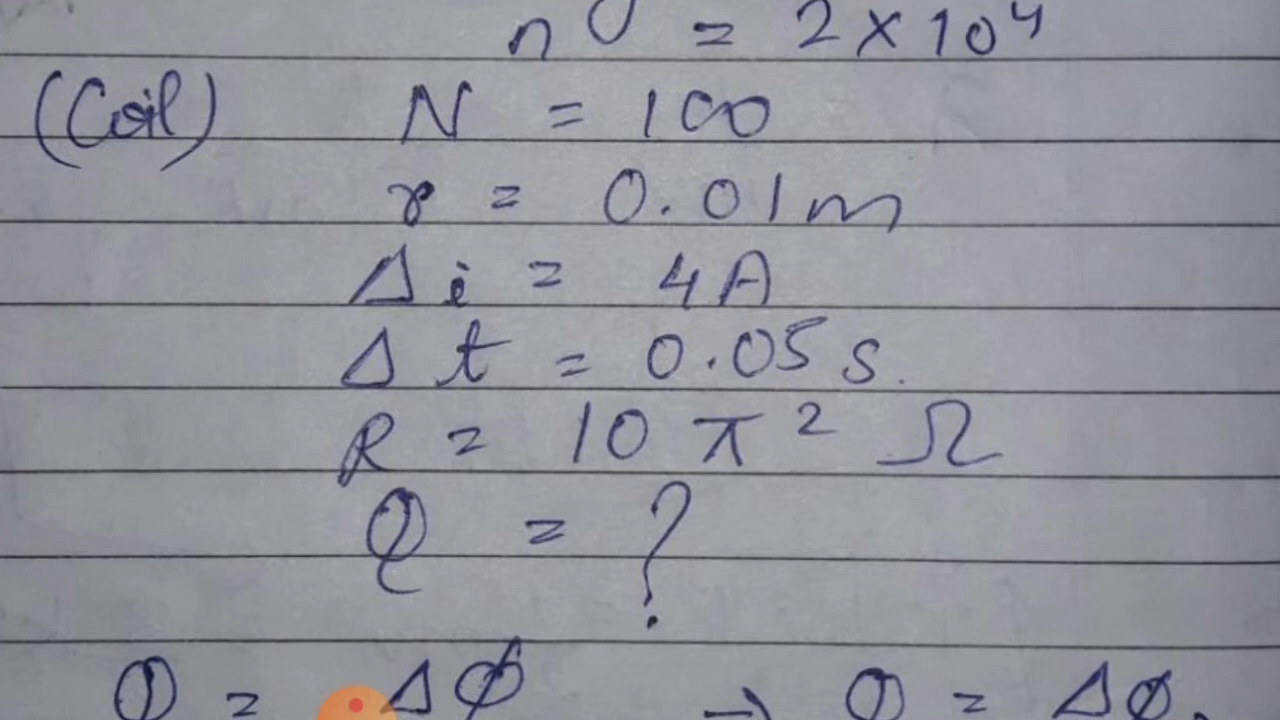 n = 2 × 10⁴
(Coil) N = 100
r = 0.01m
Δi = 4A
Δt = 0.05 s.
R = 10 π² Ω
Q = ?
Q = Δϕ → Q = Δϕ